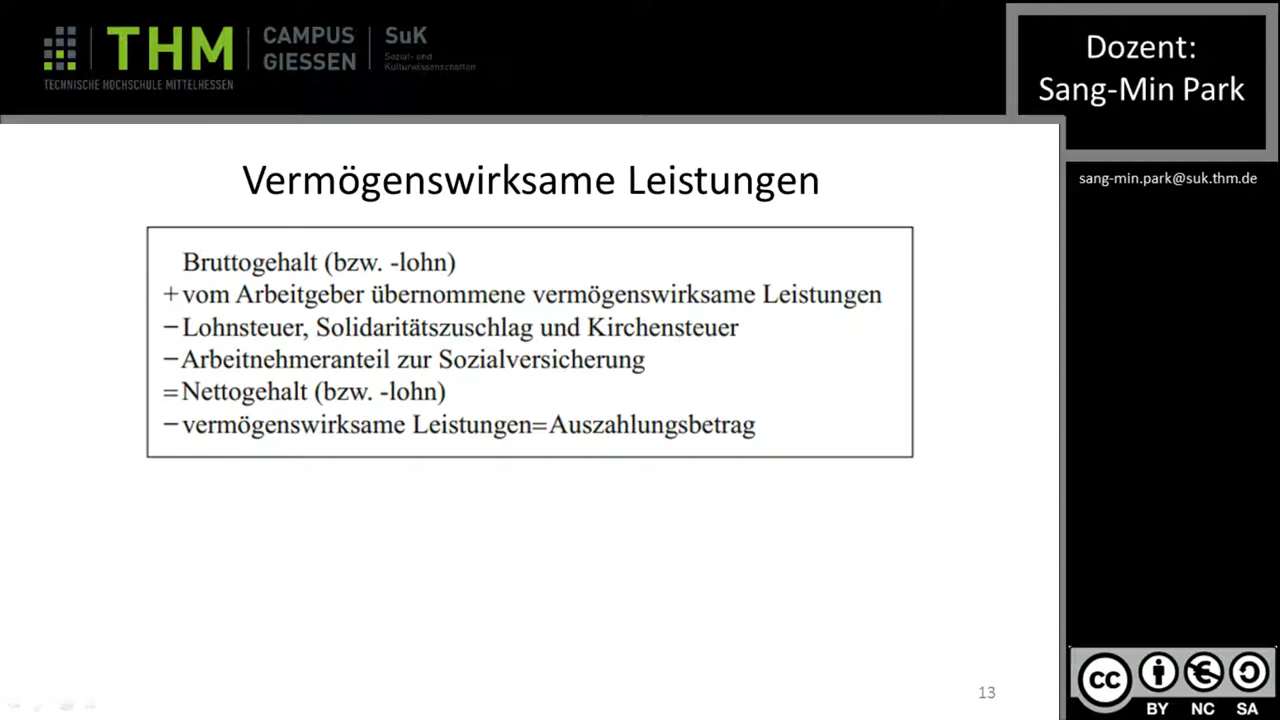 THM
TECHNISCHE HOCHSCHULE MITTELHESSEN
CAMPUS
GIESSEN
SuK
Sozial- und
Kulturwissenschaften
Dozent:
Sang-Min Park
sang-min.park@suk.thm.de
Vermögenswirksame Leistungen
Bruttogehalt (bzw. -lohn)
+vom Arbeitgeber übernommene vermögenswirksame Leistungen
−Lohnsteuer, Solidaritätszuschlag und Kirchensteuer
−Arbeitnehmeranteil zur Sozialversicherung
=Nettogehalt (bzw. -lohn)
−vermögenswirksame Leistungen=Auszahlungsbetrag
13
CC
BY NC SA